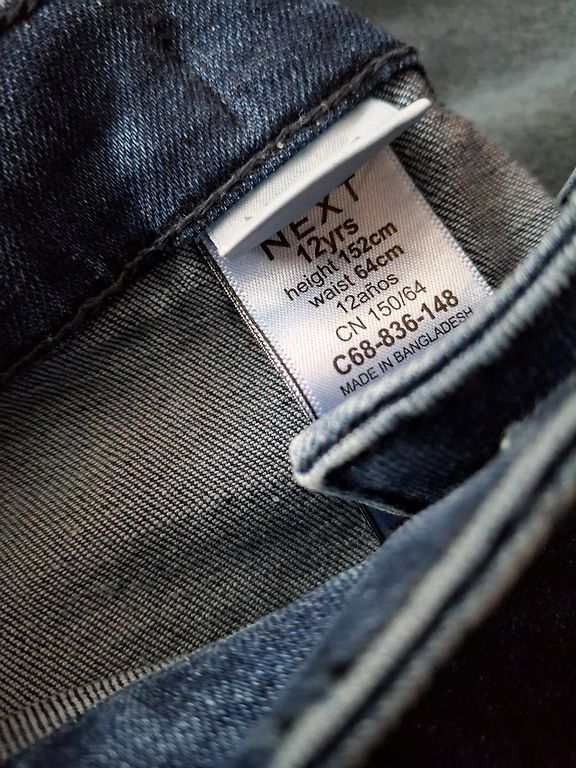 NEXT
12yrs
height 152cm
waist 64cm
12años
CN 150/64
C68-836-148
MADE IN BANGLADESH